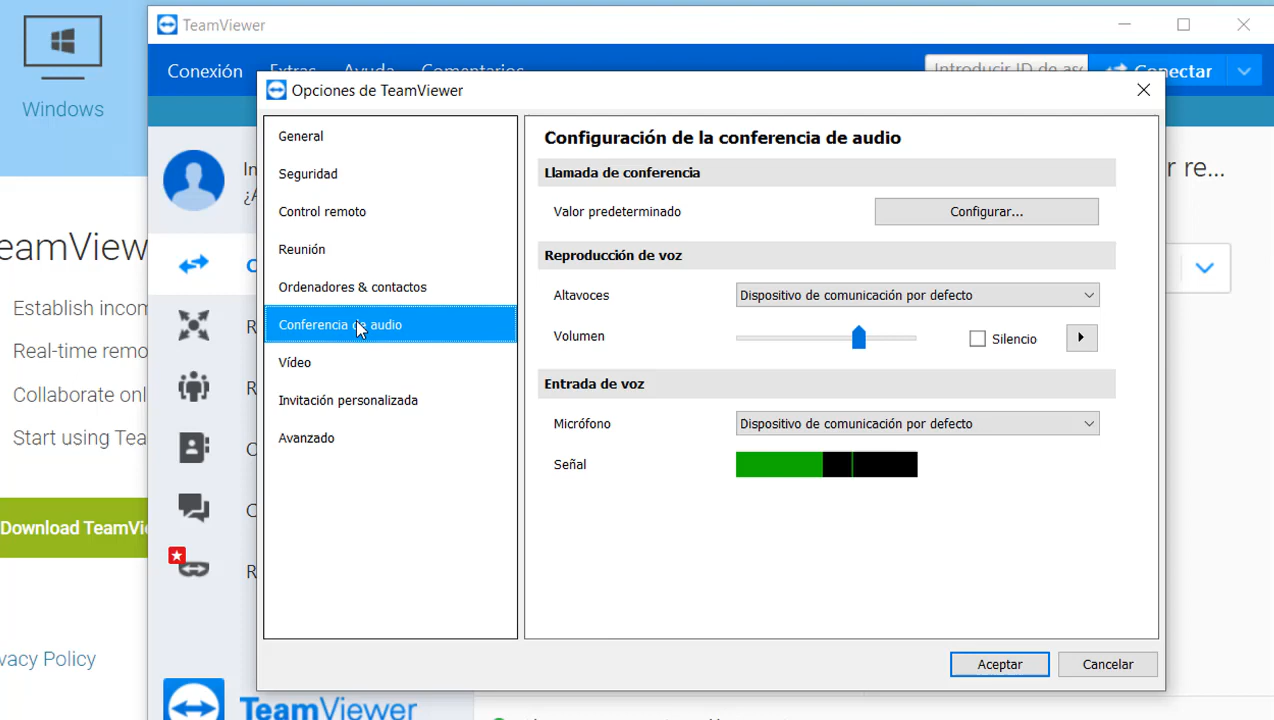 TeamViewer
Windows
Conexión Extras Ayuda Comentarios
Conectar
Opciones de TeamViewer
General
Seguridad
Control remoto
Reunión
Ordenadores & contactos
Conferencia de audio
Vídeo
Invitación personalizada
Avanzado
Configuración de la conferencia de audio
Llamada de conferencia
Valor predeterminado
Configurar...
Reproducción de voz
Altavoces
Dispositivo de comunicación por defecto
Volumen
Silencio
Entrada de voz
Micrófono
Dispositivo de comunicación por defecto
Señal
Aceptar
Cancelar
Establish incom
Real-time remo
Collaborate onl
Start using Tea
Download TeamVi
vacy Policy
TeamViewer